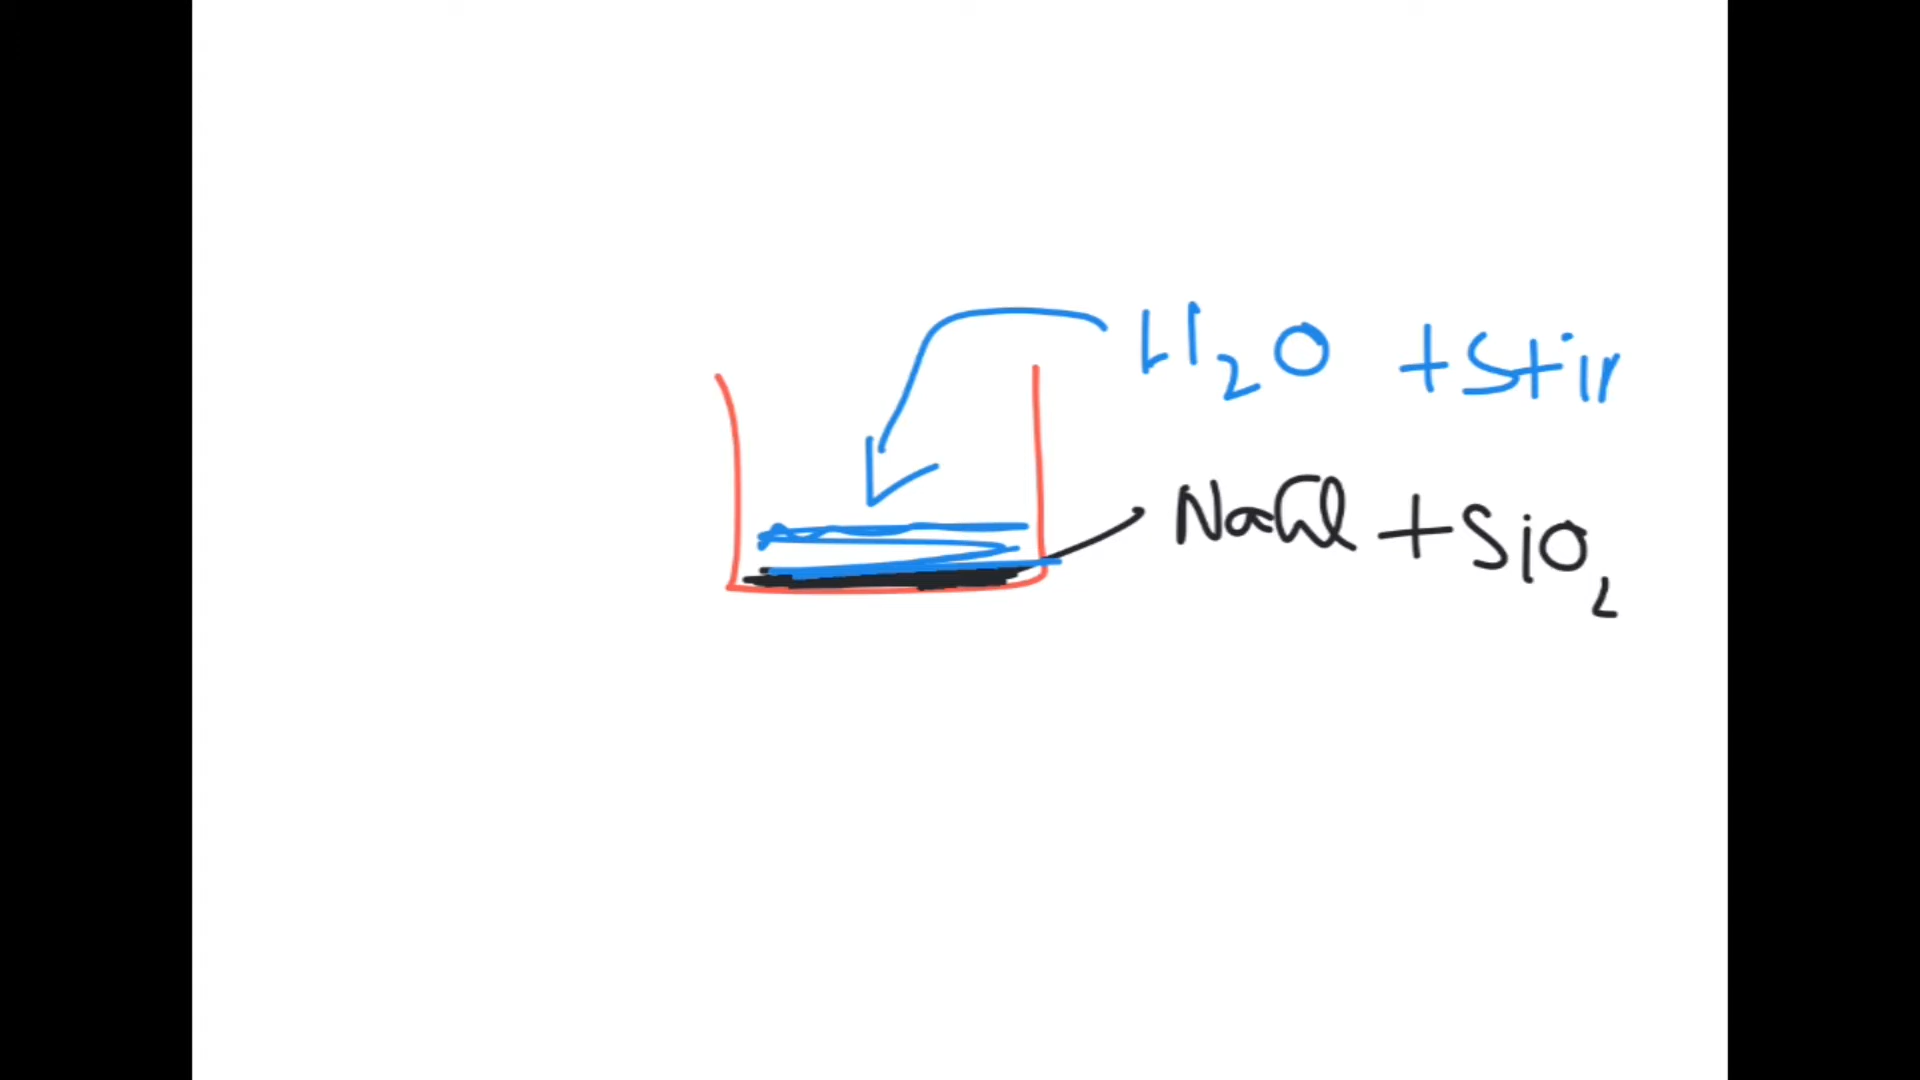 H₂O + Stir
NaCl + SiO₂